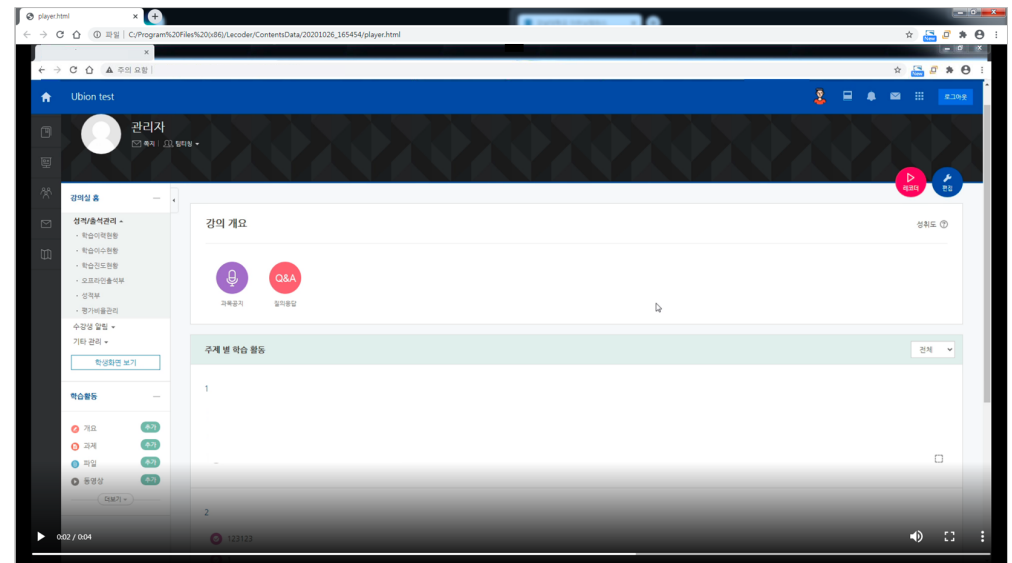 player.html
파일 | C:/Program%20Files%20(x86)/Lecoder/ContentsData/20201026_165454/player.html
New
주의 요함
New
Ubion test
로그아웃
관리자
쪽지 | 팀티칭
레코더
편집
강의실 홈
성적/출석관리
· 학습이력현황
· 학습이수현황
· 학습진도현황
· 오프라인출석부
· 성적부
· 평가비율관리
수강생 알림
기타 관리
학생화면 보기
학습활동
개요 추가
과제 추가
파일 추가
동영상 추가
더보기
강의 개요
성취도
Q&A
과목공지
질의응답
주제 별 학습 활동
전체
1
2
123123
0:02 / 0:04